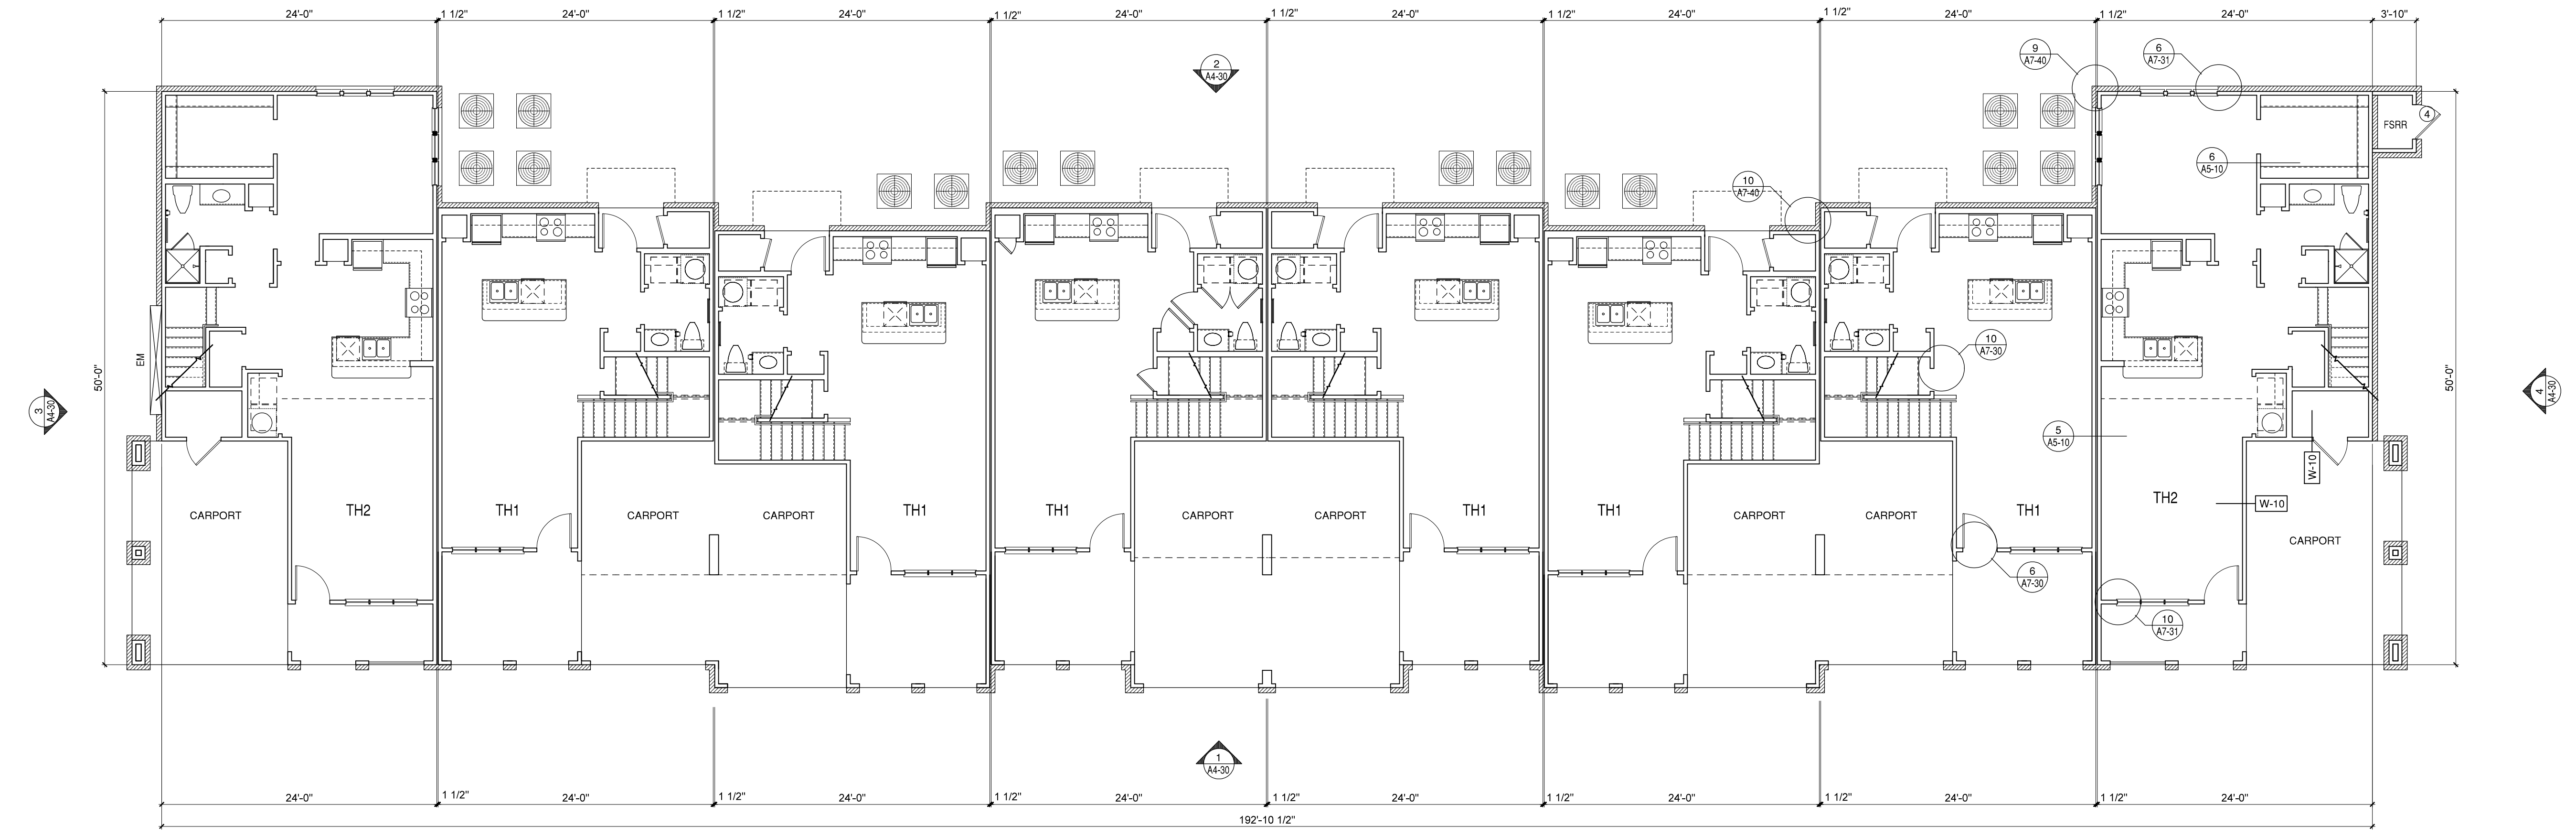 24'-0" 1 1/2" 24'-0" 1 1/2" 24'-0" 1 1/2" 24'-0" 1 1/2" 24'-0" 1 1/2" 24'-0" 1 1/2" 24'-0" 1 1/2" 24'-0" 3'-10"
9
A7-40
6
A7-31
2
A4-30
4
FSRR
6
A5-10
10
A7-40
EM
10
A7-30
50'-0"
50'-0"
3
A4-30
4
A4-30
5
A5-10
W-10
W-10
TH2
TH1
TH1
TH1
TH1
TH1
TH1
TH2
CARPORT
CARPORT
CARPORT
CARPORT
CARPORT
CARPORT
CARPORT
CARPORT
6
A7-30
10
A7-31
1
A4-30
24'-0" 1 1/2" 24'-0" 1 1/2" 24'-0" 1 1/2" 24'-0" 1 1/2" 24'-0" 1 1/2" 24'-0" 1 1/2" 24'-0" 1 1/2" 24'-0"
192'-10 1/2"